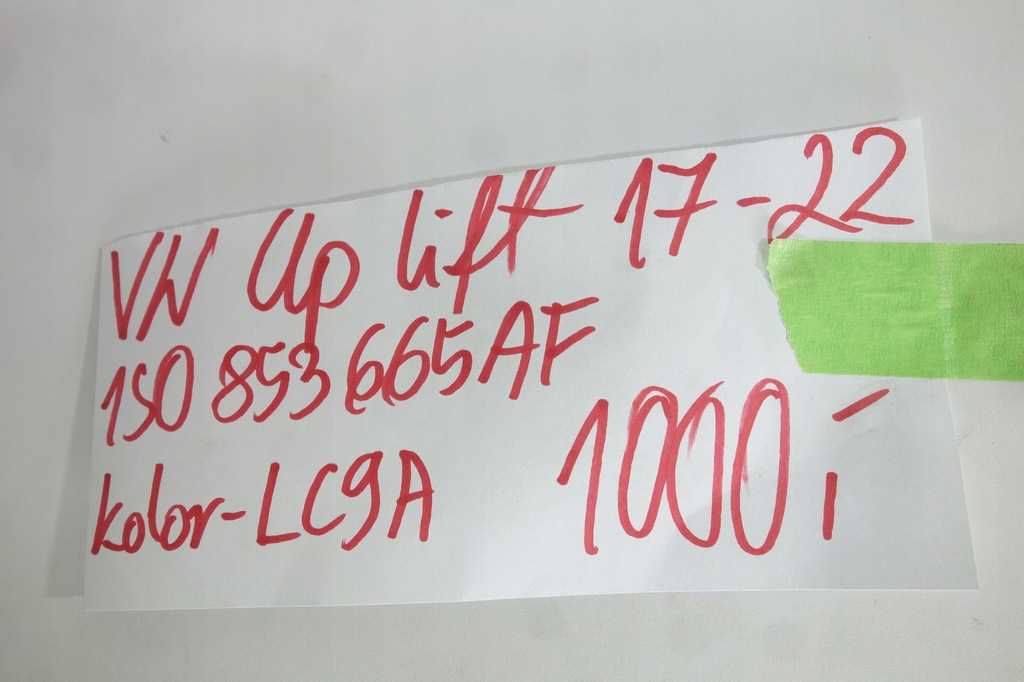 VW Up lift 17-22
1S0 853 665AF
kolor-LC9A 1000,-